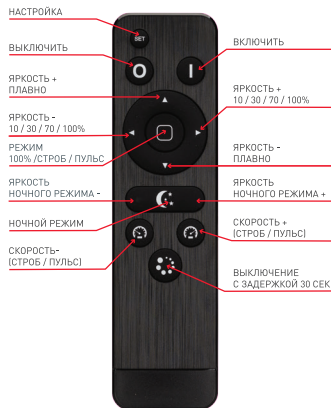 НАСТРОЙКА
SET
ВЫКЛЮЧИТЬ
ВКЛЮЧИТЬ
O
I
ЯРКОСТЬ +
ПЛАВНО
ЯРКОСТЬ +
10 / 30 / 70 / 100%
ЯРКОСТЬ -
10 / 30 / 70 / 100%
РЕЖИМ
100% /СТРОБ / ПУЛЬС
ЯРКОСТЬ -
ПЛАВНО
ЯРКОСТЬ
НОЧНОГО РЕЖИМА -
ЯРКОСТЬ
НОЧНОГО РЕЖИМА +
НОЧНОЙ РЕЖИМ
СКОРОСТЬ +
(СТРОБ / ПУЛЬС)
СКОРОСТЬ-
(СТРОБ / ПУЛЬС)
ВЫКЛЮЧЕНИЕ
С ЗАДЕРЖКОЙ 30 СЕК